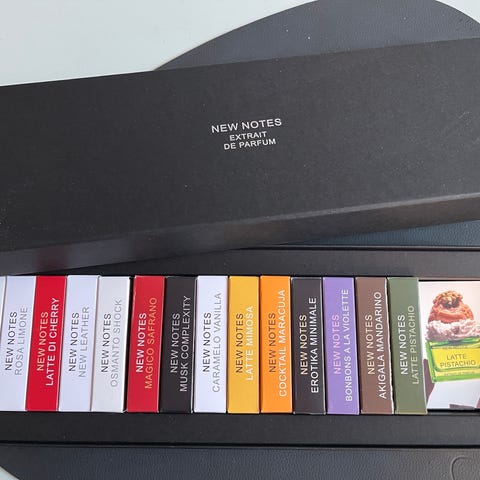 NEW NOTES
EXTRAIT
DE PARFUM
NEW NOTES
ROSA LIMONE
NEW NOTES
LATTE DI CHERRY
NEW NOTES
NEW LEATHER
NEW NOTES
OSMANTO SHOCK
NEW NOTES
MAGICO SAFRANO
NEW NOTES
MUSK COMPLEXITY
NEW NOTES
CARAMELO VANILLA
NEW NOTES
LATTE MIMOSA
NEW NOTES
COCKTAIL MARACUJA
NEW NOTES
EROTIKA MINIMALE
NEW NOTES
BONBONS A LA VIOLETTE
NEW NOTES
AKIGALA MANDARINO
NEW NOTES
LATTE PISTACHIO
LATTE
PISTACHIO